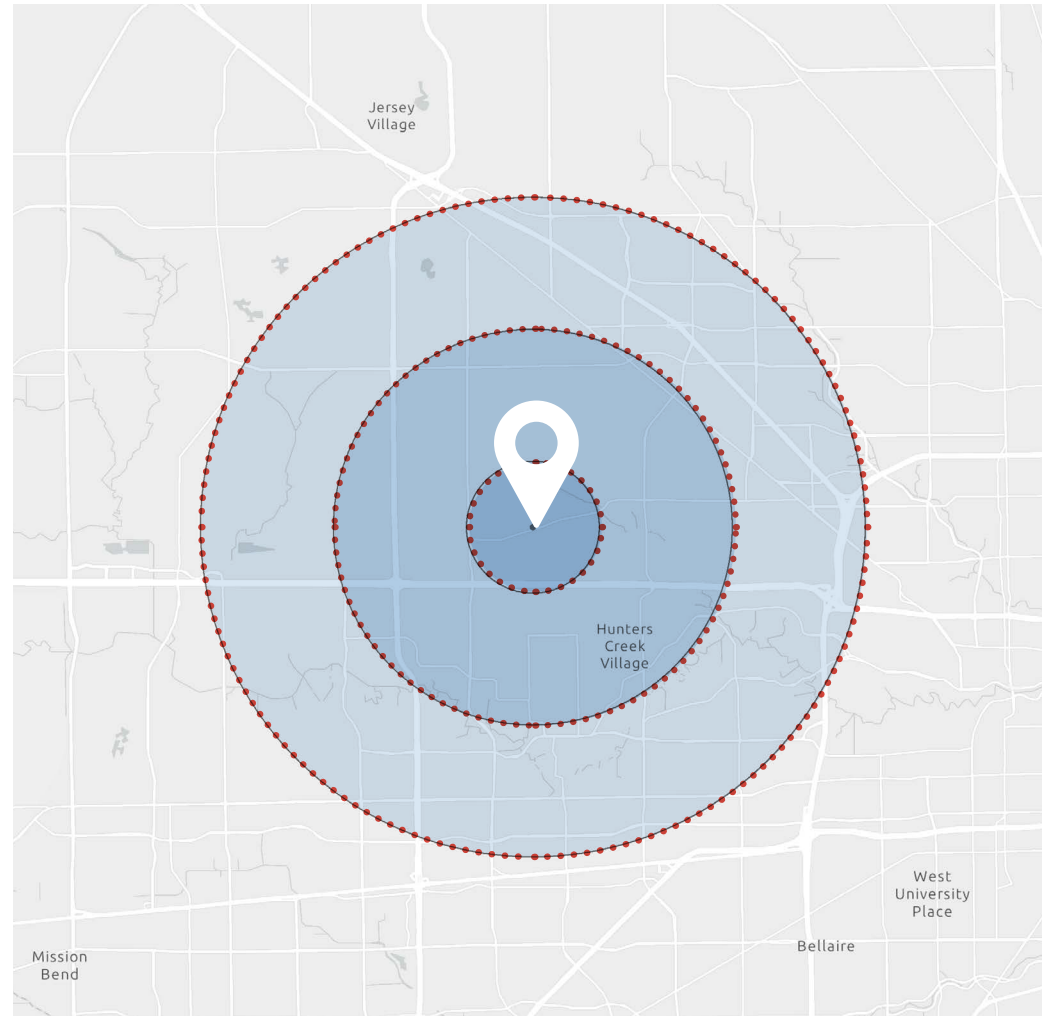 Jersey
Village
Hunters
Creek
Village
West
University
Place
Bellaire
Mission
Bend